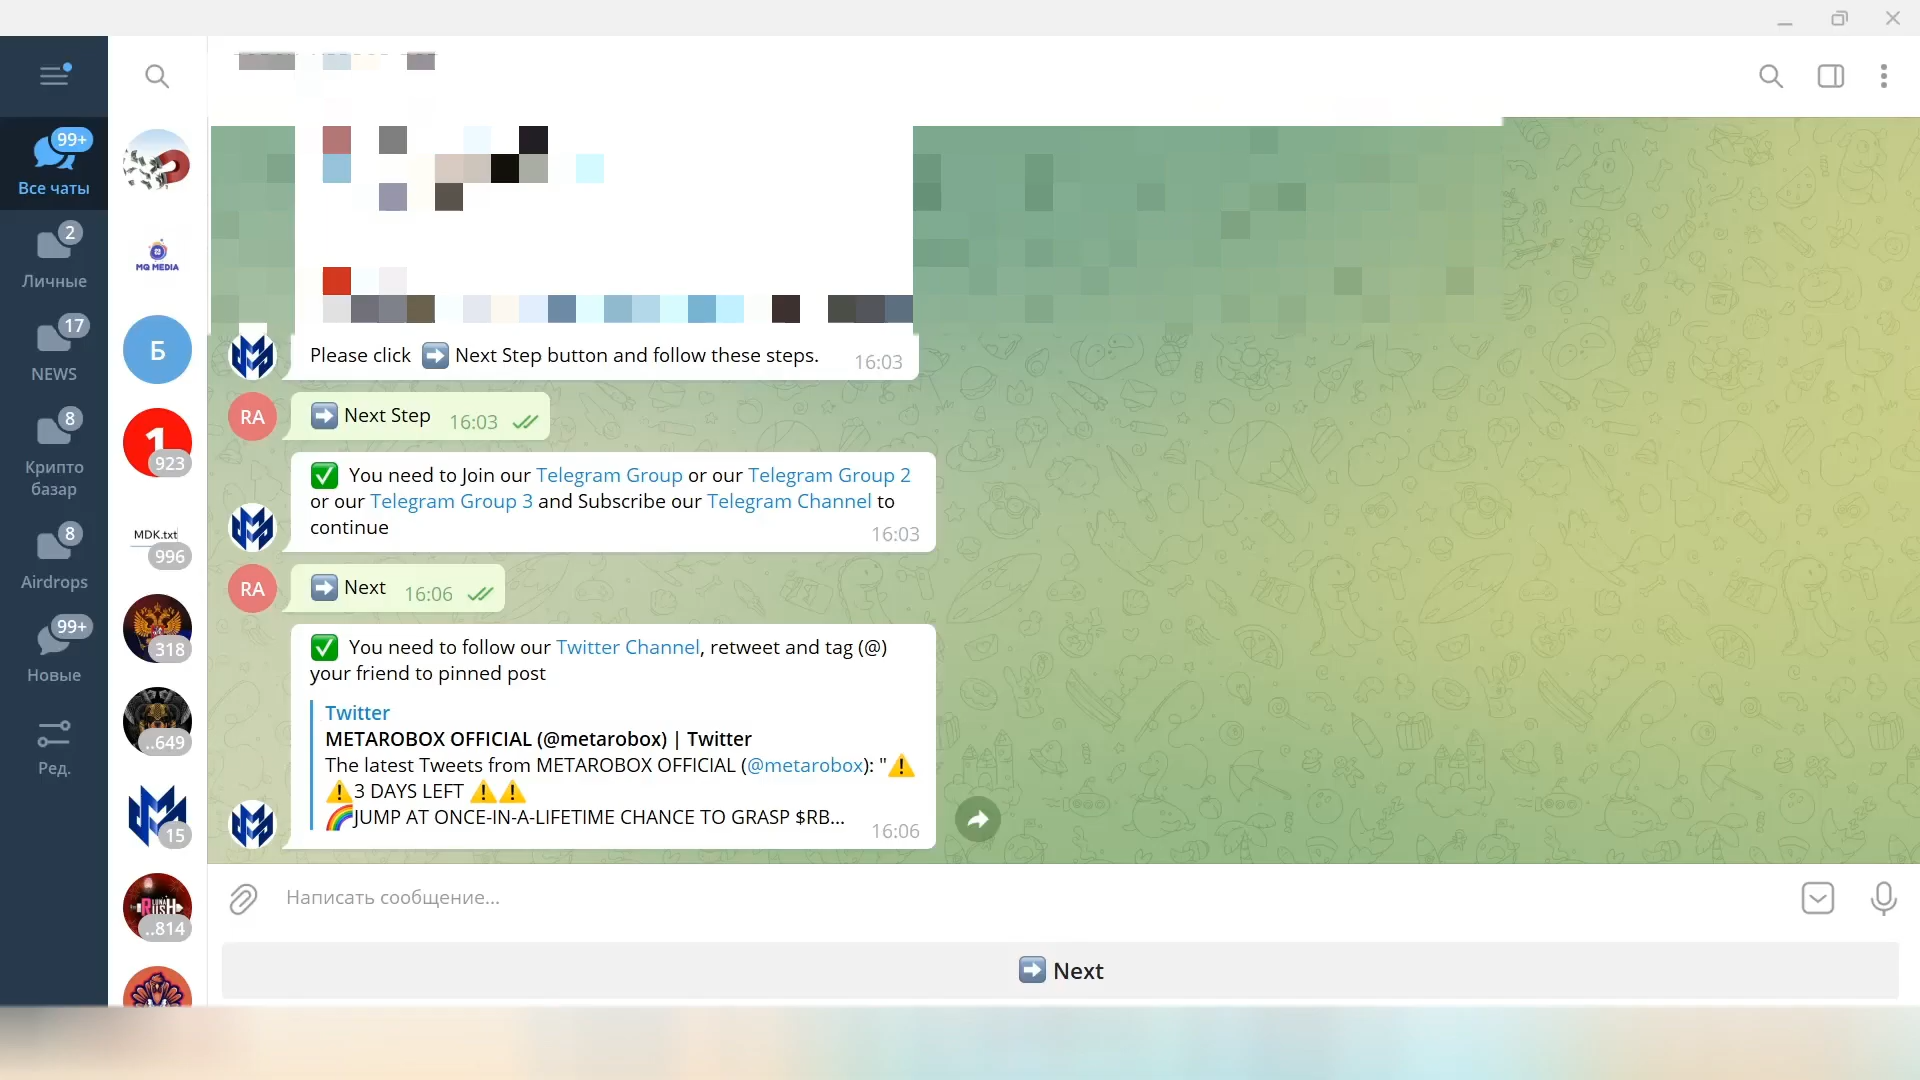 99+
Все чаты
2
Личные
17
NEWS
8
Крипто
базар
8
Airdrops
99+
Новые
Ред.
MQ MEDIA
Б
1
923
MDK.txt
996
318
..649
15
LUNA
RUSH
..814
Please click ➡️ Next Step button and follow these steps. 16:03
RA
➡️ Next Step 16:03
✅ You need to Join our Telegram Group or our Telegram Group 2
or our Telegram Group 3 and Subscribe our Telegram Channel to
continue 16:03
RA
➡️ Next 16:06
✅ You need to follow our Twitter Channel, retweet and tag (@)
your friend to pinned post
Twitter
METAROBOX OFFICIAL (@metarobox) | Twitter
The latest Tweets from METAROBOX OFFICIAL (@metarobox): "⚠️
⚠️3 DAYS LEFT ⚠️⚠️
🌈JUMP AT ONCE-IN-A-LIFETIME CHANCE TO GRASP $RB... 16:06
Написать сообщение...
➡️ Next